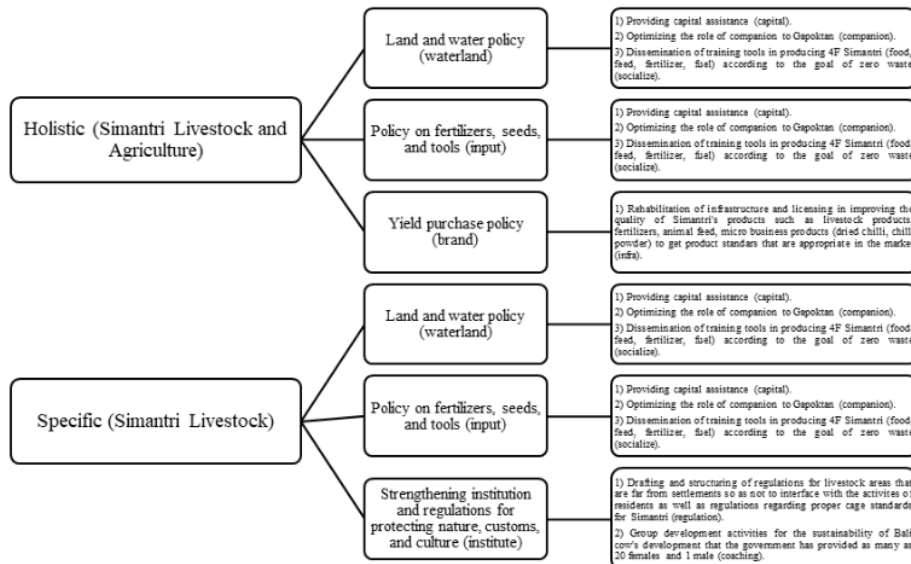 Holistic (Simantri Livestock and
Agriculture)
Land and water policy
(waterland)
1) Providing capital assistance (capital).
2) Optimizing the role of companion to Gapoktan (companion).
3) Dissemination of training tools in producing 4F Simantri (food,
feed, fertilizer, fuel) according to the goal of zero waste
(socialize).
Policy on fertilizers, seeds,
and tools (input)
1) Providing capital assistance (capital).
2) Optimizing the role of companion to Gapoktan (companion).
3) Dissemination of training tools in producing 4F Simantri (food,
feed, fertilizer, fuel) according to the goal of zero waste
(socialize).
Yield purchase policy
(brand)
1) Rehabilitation of infrastructure and licensing in improving the
quality of Simantri's products such as livestock products,
fertilizers, animal feed, micro business products (dried chilli, chilli
powder) to get product standars that are appropriate in the market
(infra).
Specific (Simantri Livestock)
Land and water policy
(waterland)
1) Providing capital assistance (capital).
2) Optimizing the role of companion to Gapoktan (companion).
3) Dissemination of training tools in producing 4F Simantri (food,
feed, fertilizer, fuel) according to the goal of zero waste
(socialize).
Policy on fertilizers, seeds,
and tools (input)
1) Providing capital assistance (capital).
2) Optimizing the role of companion to Gapoktan (companion).
3) Dissemination of training tools in producing 4F Simantri (food,
feed, fertilizer, fuel) according to the goal of zero waste
(socialize).
Strengthening institution
and regulations for
protecting nature, customs,
and culture (institute)
1) Drafting and structuring of regulations for livestock areas that
are far from settlements so as not to interface with the activites of
residents as well as regulations regarding proper cage standards
for Simantri (regulation).
2) Group development activities for the sustainability of Bali
cow's development that the government has provided as many as
20 females and 1 male (coaching).